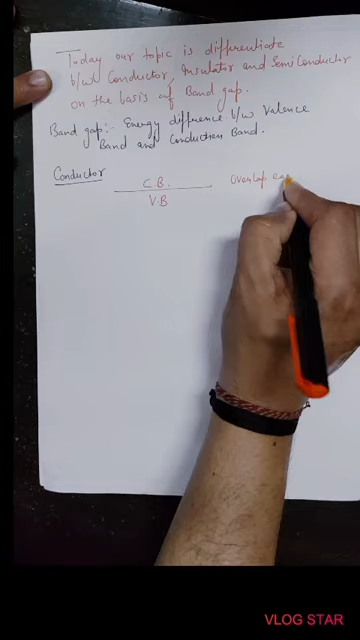 Today our topic is differentiate
b/w Conductor, Insulator and SemiConductor
on the basis of Band gap.
Band gap:- Energy difference b/w Valence
Band and Conduction Band.
Conductor
C.B.
V.B
Overlap ea
VLOG STAR